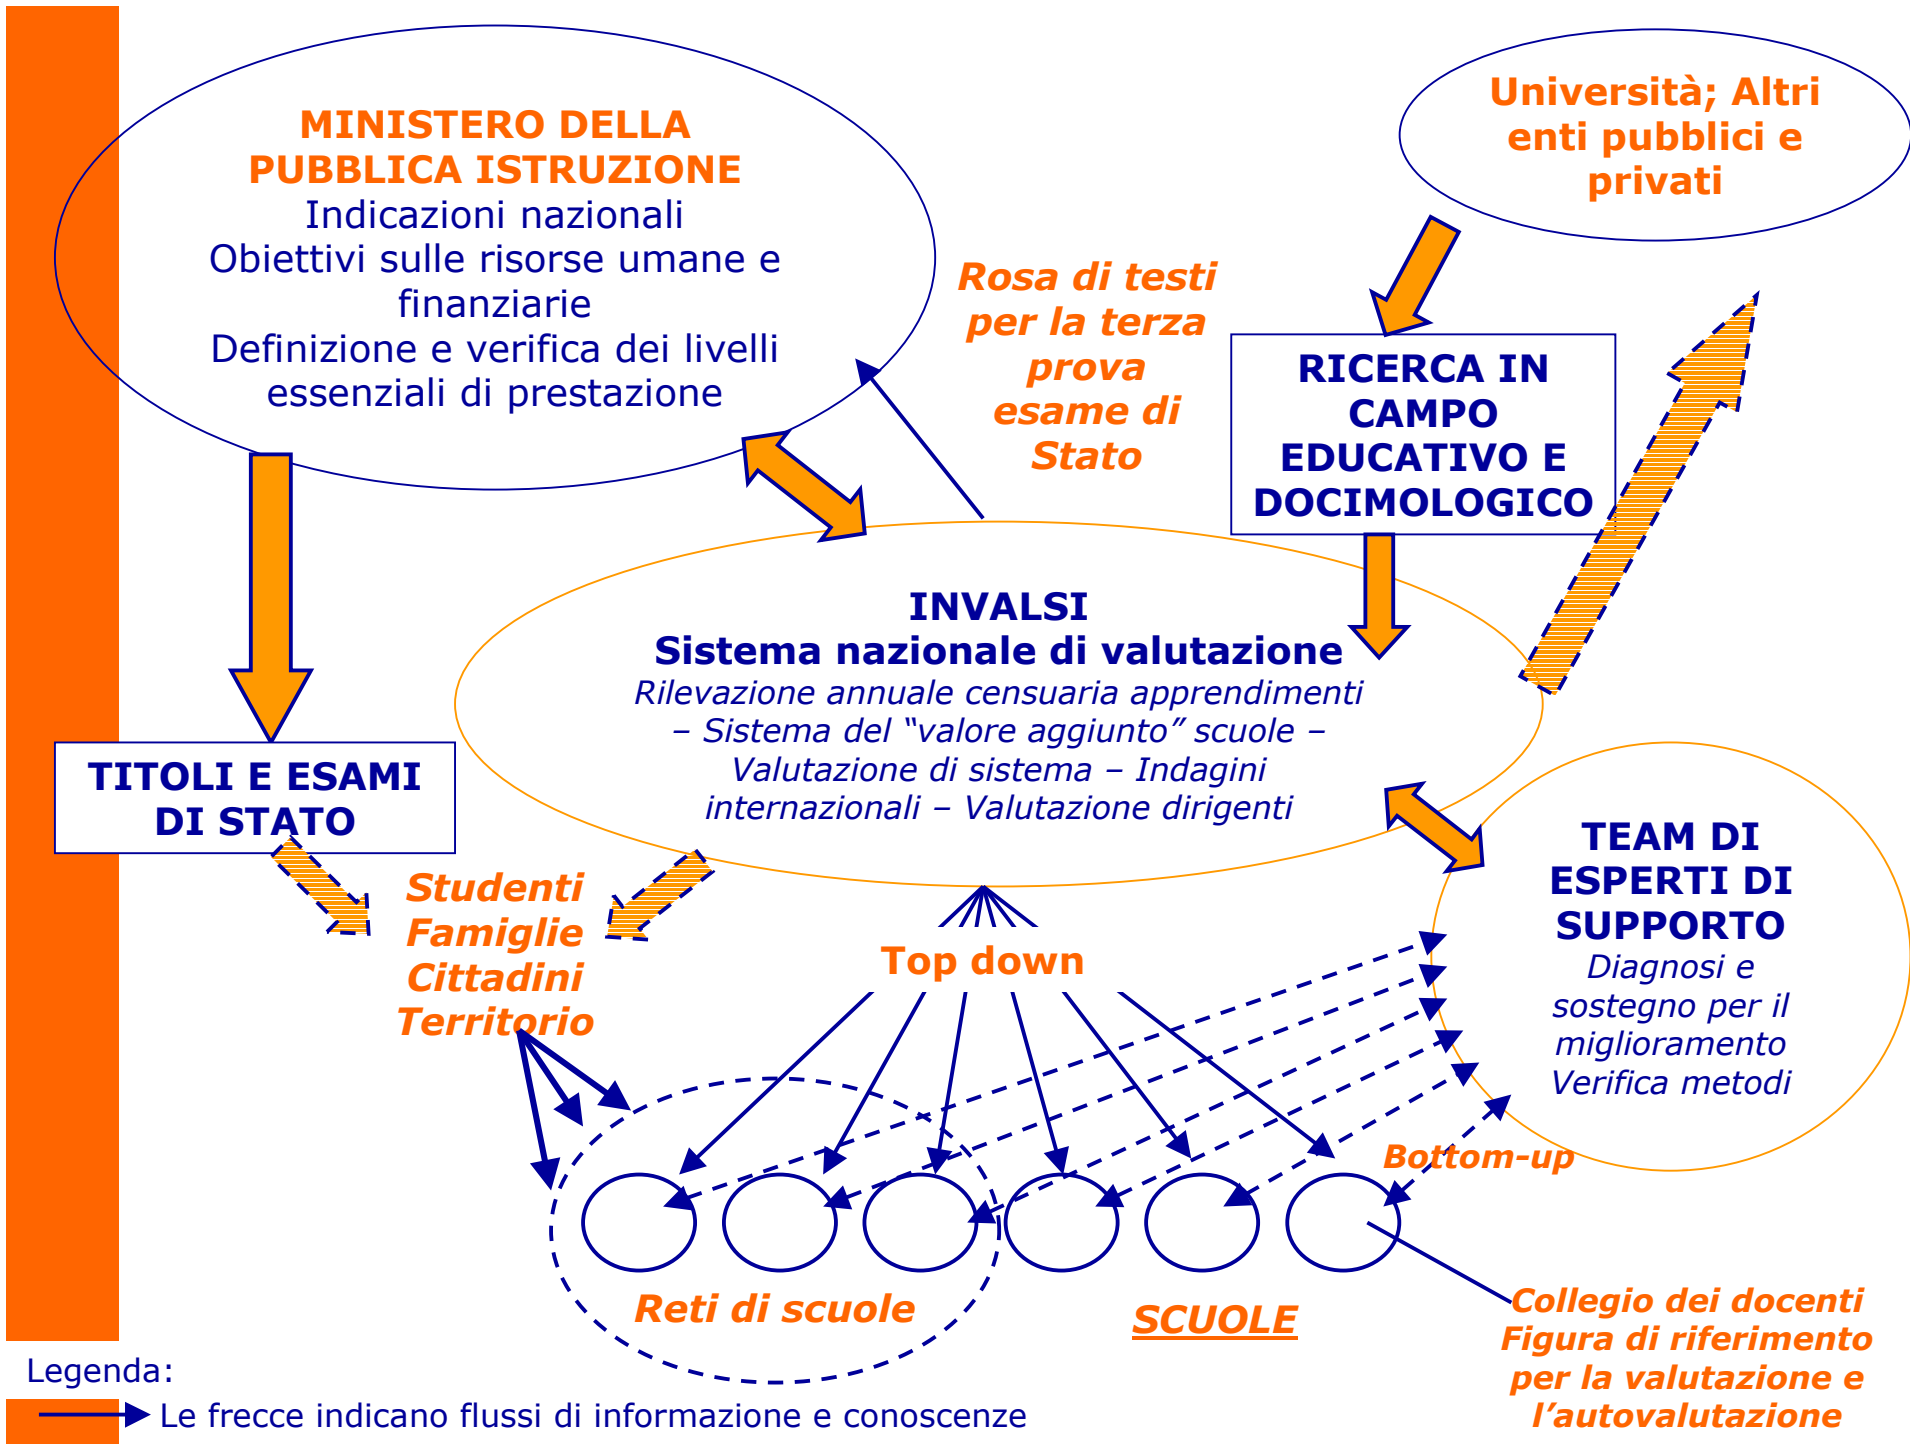 MINISTERO DELLA
PUBBLICA ISTRUZIONE
Indicazioni nazionali
Obiettivi sulle risorse umane e
finanziarie
Definizione e verifica dei livelli
essenziali di prestazione
Università; Altri
enti pubblici e
privati
Rosa di testi
per la terza
prova
esame di
Stato
RICERCA IN
CAMPO
EDUCATIVO E
DOCIMOLOGICO
INVALSI
Sistema nazionale di valutazione
Rilevazione annuale censuaria apprendimenti
– Sistema del “valore aggiunto” scuole –
Valutazione di sistema – Indagini
internazionali – Valutazione dirigenti
TITOLI E ESAMI
DI STATO
Studenti
Famiglie
Cittadini
Territorio
Top down
TEAM DI
ESPERTI DI
SUPPORTO
Diagnosi e
sostegno per il
miglioramento
Verifica metodi
Bottom-up
Reti di scuole
SCUOLE
Collegio dei docenti
Figura di riferimento
per la valutazione e
l’autovalutazione
Legenda:
Le frecce indicano flussi di informazione e conoscenze